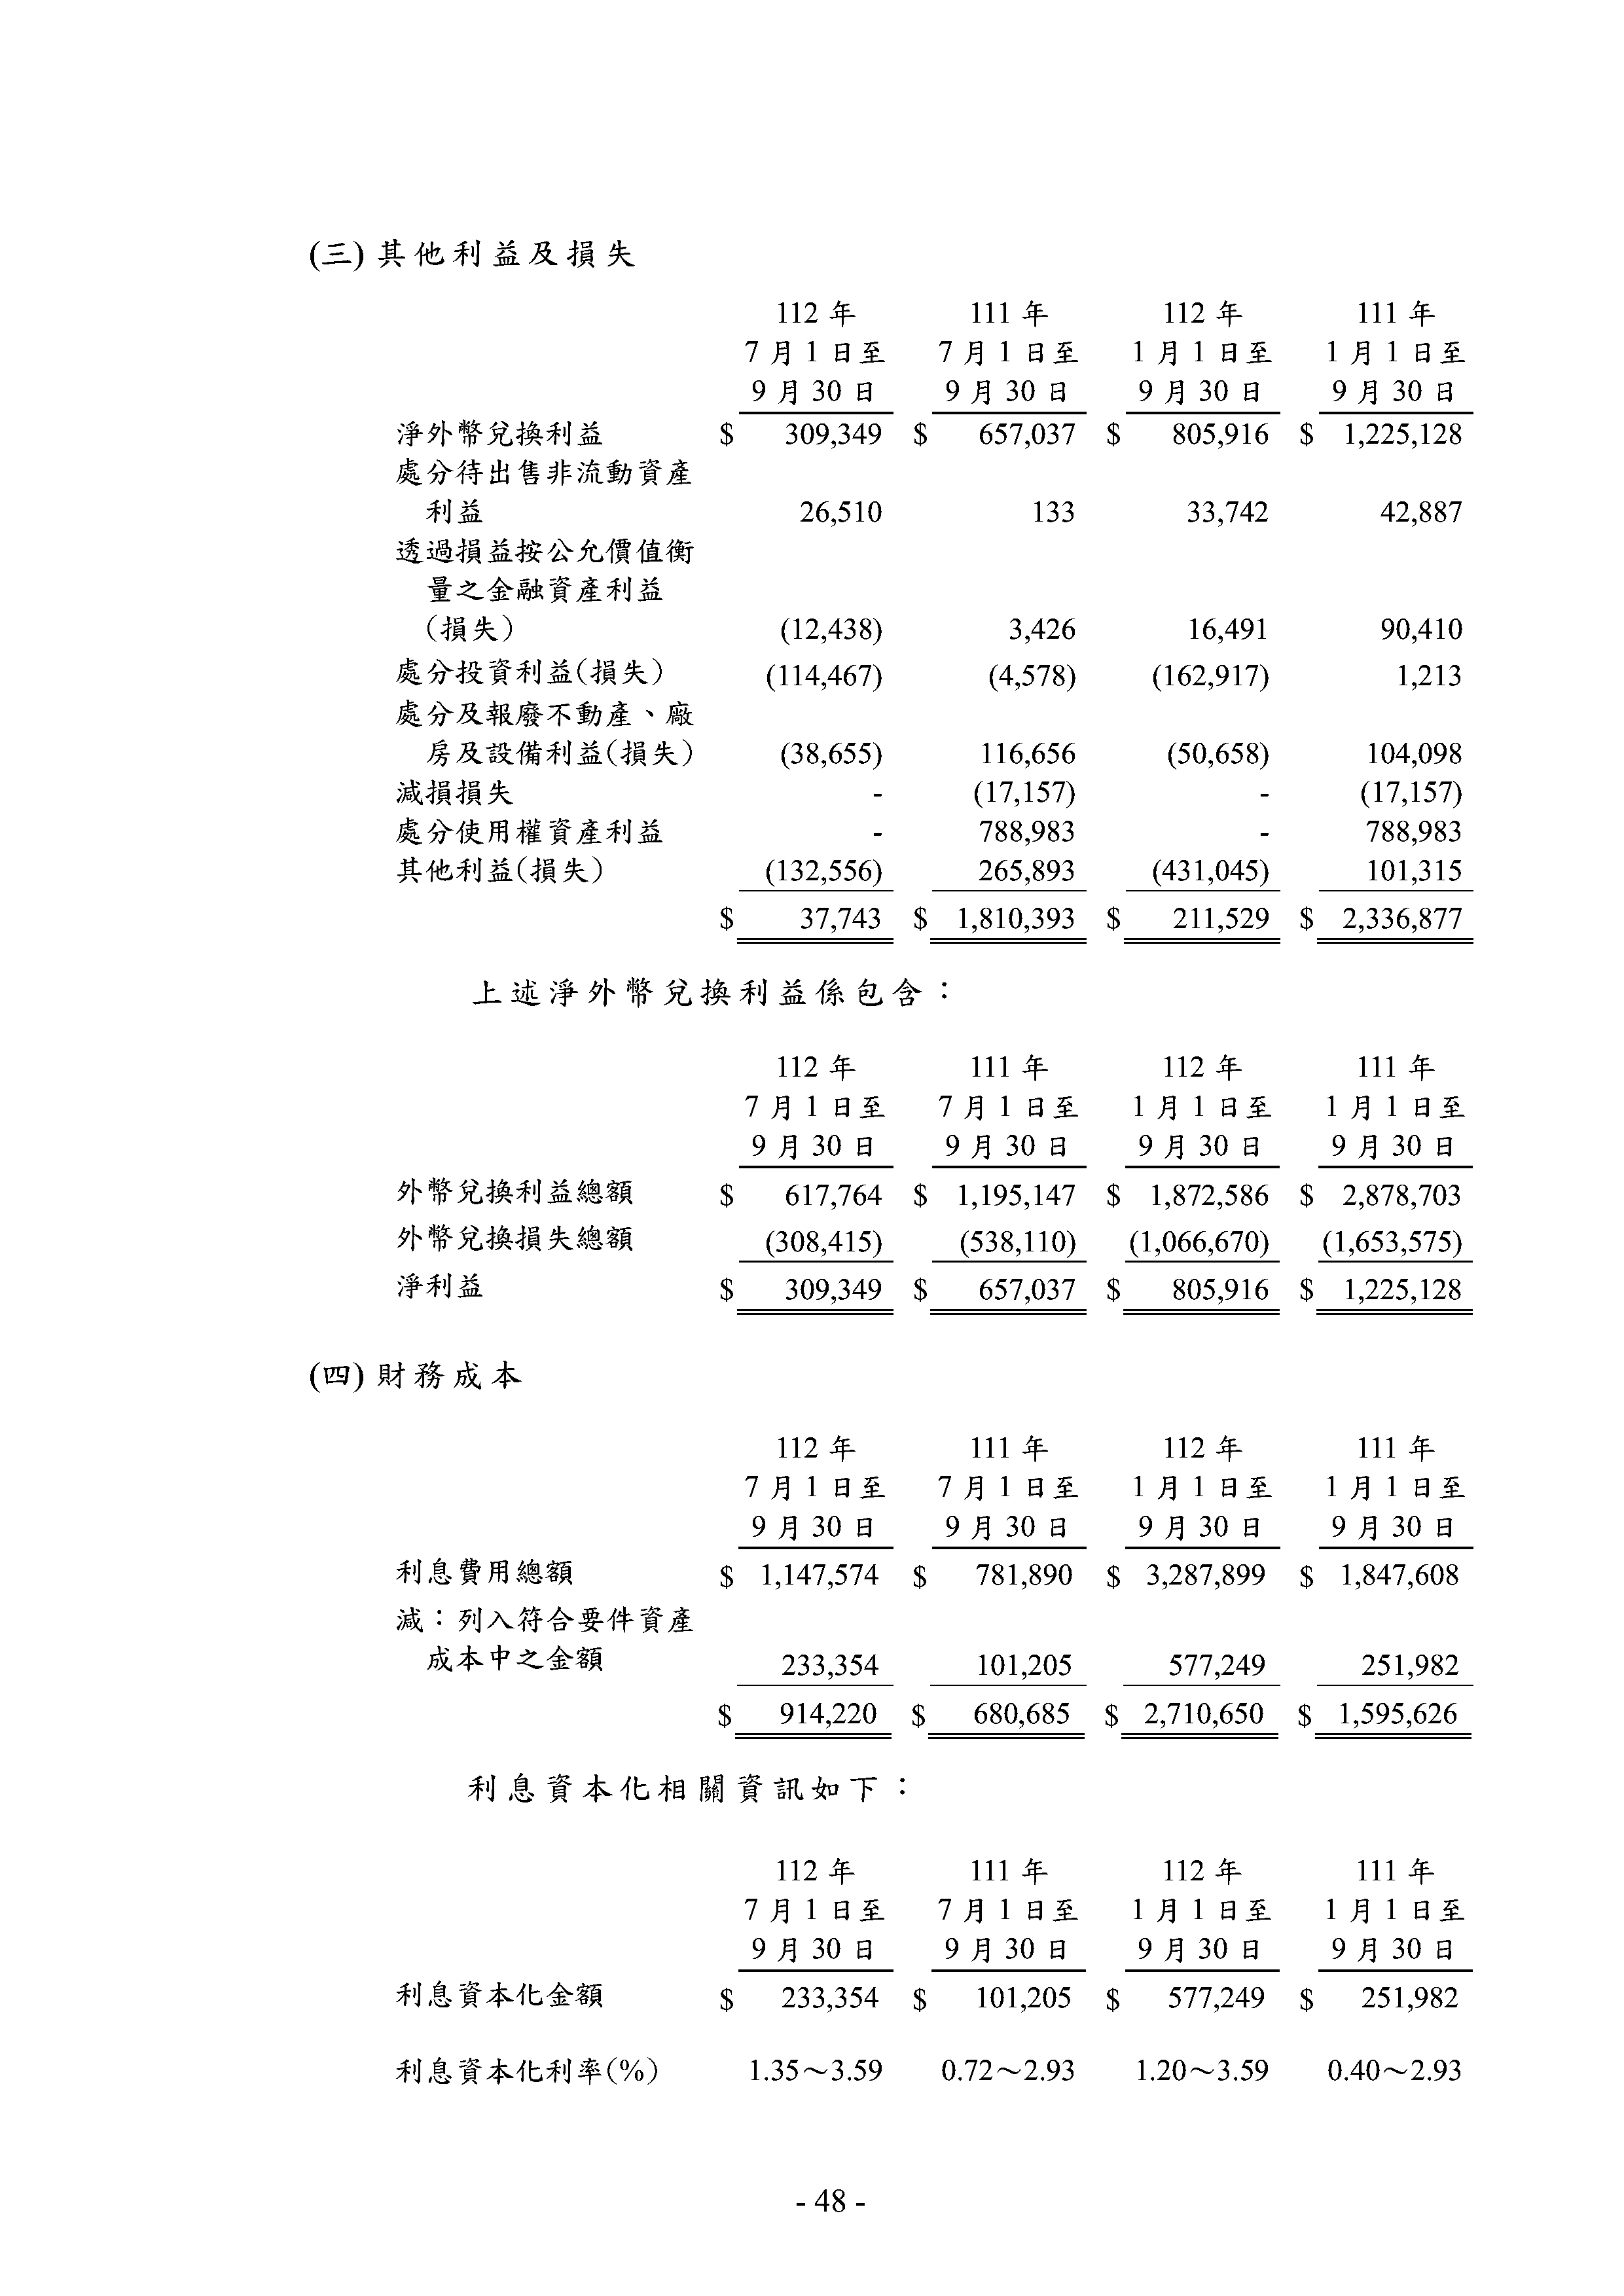 (三)其他利益及損失
112 年 111 年 112 年 111 年
7 月 1 日至 7 月 1 日至 1 月 1 日至 1 月 1 日至
9 月 30 日 9 月 30 日 9 月 30 日 9 月 30 日
淨外幣兌換利益 $ 309,349 $ 657,037 $ 805,916 $ 1,225,128
處分待出售非流動資產
利益 26,510 133 33,742 42,887
透過損益按公允價值衡
量之金融資產利益
(損失) (12,438) 3,426 16,491 90,410
處分投資利益(損失) (114,467) (4,578) (162,917) 1,213
處分及報廢不動產、廠
房及設備利益(損失) (38,655) 116,656 (50,658) 104,098
減損損失 - (17,157) - (17,157)
處分使用權資產利益 - 788,983 - 788,983
其他利益(損失) (132,556) 265,893 (431,045) 101,315
$ 37,743 $ 1,810,393 $ 211,529 $ 2,336,877
上述淨外幣兌換利益係包含：
112 年 111 年 112 年 111 年
7 月 1 日至 7 月 1 日至 1 月 1 日至 1 月 1 日至
9 月 30 日 9 月 30 日 9 月 30 日 9 月 30 日
外幣兌換利益總額 $ 617,764 $ 1,195,147 $ 1,872,586 $ 2,878,703
外幣兌換損失總額 (308,415) (538,110) (1,066,670) (1,653,575)
淨利益 $ 309,349 $ 657,037 $ 805,916 $ 1,225,128
(四)財務成本
112 年 111 年 112 年 111 年
7 月 1 日至 7 月 1 日至 1 月 1 日至 1 月 1 日至
9 月 30 日 9 月 30 日 9 月 30 日 9 月 30 日
利息費用總額 $ 1,147,574 $ 781,890 $ 3,287,899 $ 1,847,608
減：列入符合要件資產
成本中之金額 233,354 101,205 577,249 251,982
$ 914,220 $ 680,685 $ 2,710,650 $ 1,595,626
利息資本化相關資訊如下：
112 年 111 年 112 年 111 年
7 月 1 日至 7 月 1 日至 1 月 1 日至 1 月 1 日至
9 月 30 日 9 月 30 日 9 月 30 日 9 月 30 日
利息資本化金額 $ 233,354 $ 101,205 $ 577,249 $ 251,982
利息資本化利率(%) 1.35～3.59 0.72～2.93 1.20～3.59 0.40～2.93
- 48 -